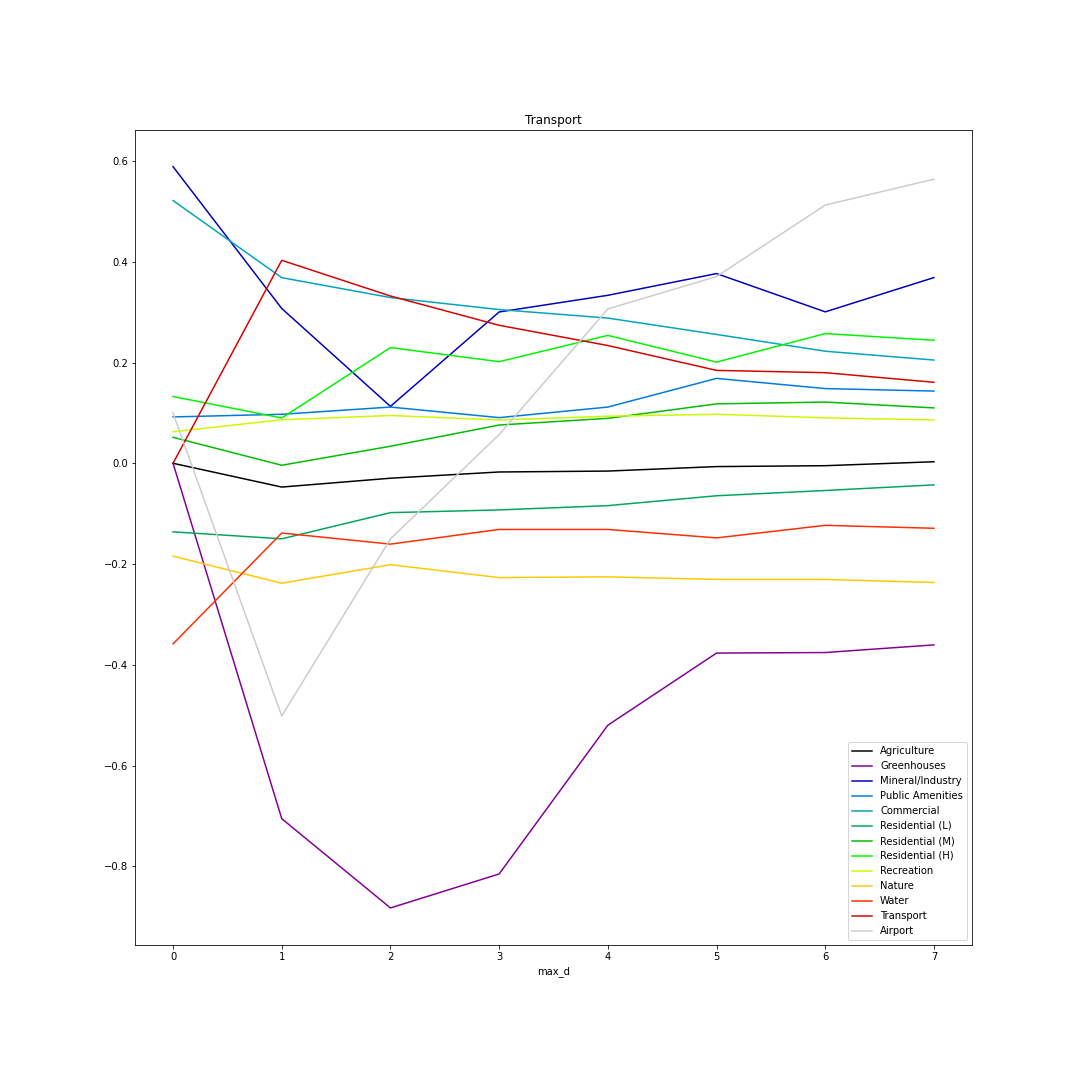 Transport
0.6
0.4
0.2
0.0
−0.2
−0.4
−0.6
−0.8
Agriculture
Greenhouses
Mineral/Industry
Public Amenities
Commercial
Residential (L)
Residential (M)
Residential (H)
Recreation
Nature
Water
Transport
Airport
0 1 2 3 4 5 6 7
max_d